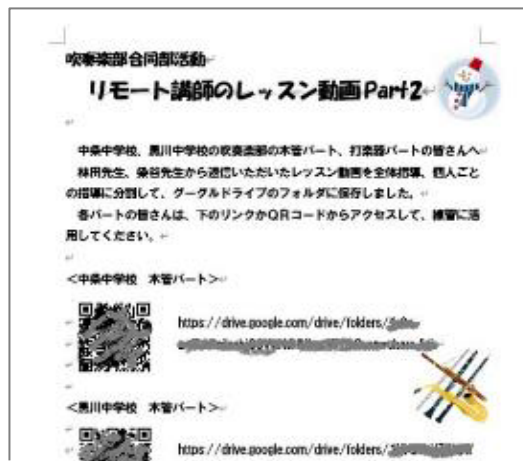 吹奏楽部合同部活動
リモート講師のレッスン動画Part2
中条中学校、黒川中学校の吹奏楽部の木管パート、打楽器パートの皆さんへ
林田先生、染谷先生から送信いただいたレッスン動画を全体指導、個人ごと
の指導に分割して、グーグルドライブのフォルダに保存しました。
各パートの皆さんは、下のリンクかQRコードからアクセスして、練習に活
用してください。
<中条中学校 木管パート>
https://drive.google.com/drive/folders/
<黒川中学校 木管パート>
https://drive.google.com/drive/folders/